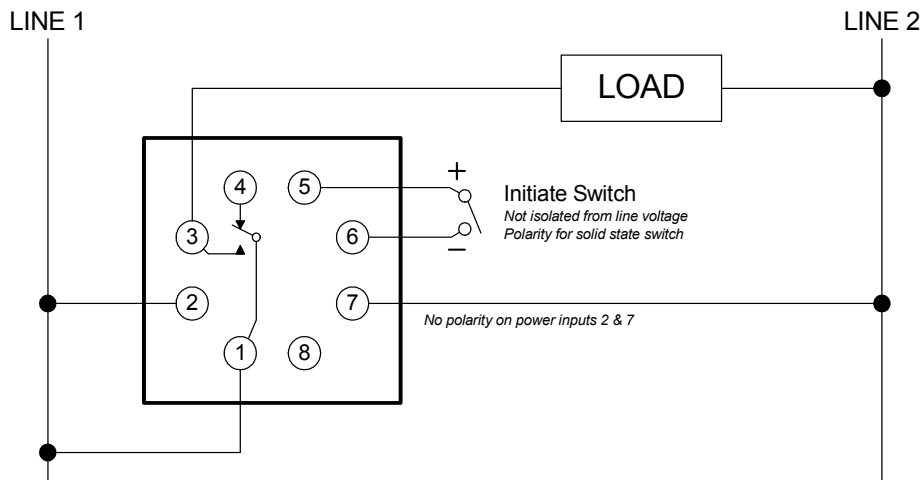 LINE 1
LINE 2
LOAD
4
5
+
Initiate Switch
Not isolated from line voltage
Polarity for solid state switch
3
6
–
2
7
No polarity on power inputs 2 & 7
1
8